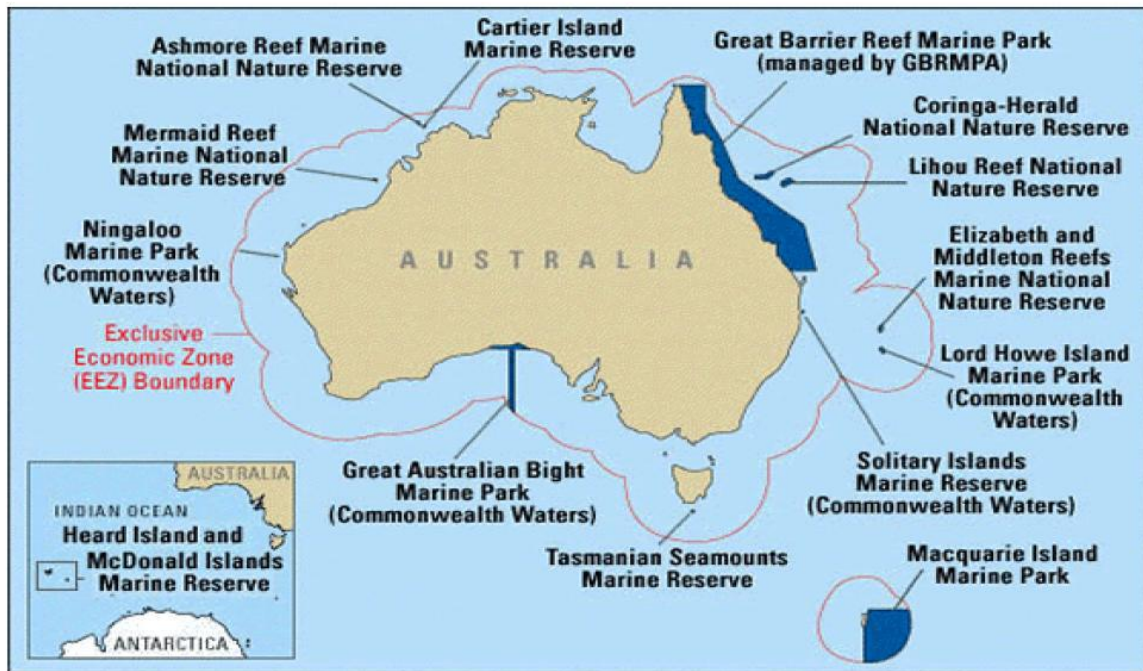 Cartier Island
Marine Reserve
Ashmore Reef Marine
National Nature Reserve
Great Barrier Reef Marine Park
(managed by GBRMPA)
Coringa-Herald
National Nature Reserve
Mermaid Reef
Marine National
Nature Reserve
Lihou Reef National
Nature Reserve
Ningaloo
Marine Park
(Commonwealth
Waters)
AUSTRALIA
Elizabeth and
Middleton Reefs
Marine National
Nature Reserve
Exclusive
Economic Zone
(EEZ) Boundary
Lord Howe Island
Marine Park
(Commonwealth
Waters)
Great Australian Bight
Marine Park
(Commonwealth Waters)
Solitary Islands
Marine Reserve
(Commonwealth Waters)
Tasmanian Seamounts
Marine Reserve
Macquarie Island
Marine Park
AUSTRALIA
INDIAN OCEAN
Heard Island and
McDonald Islands
Marine Reserve
ANTARCTICA